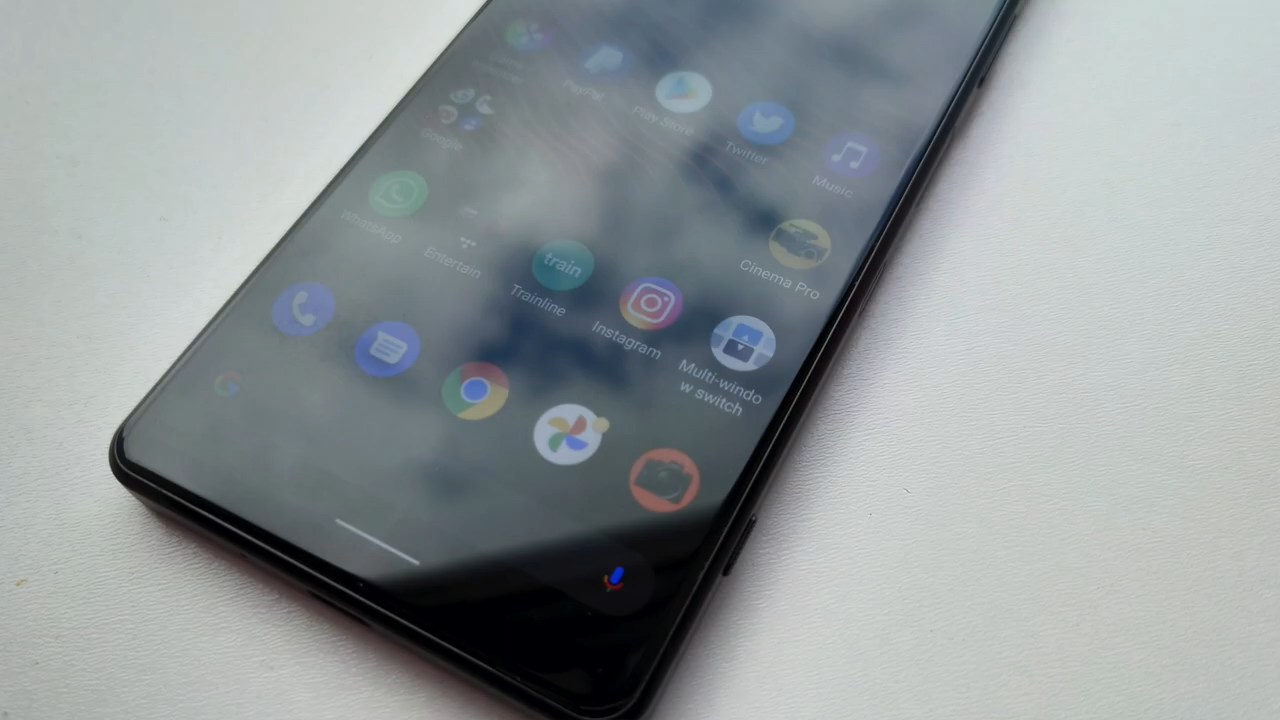 PayPal
Play Store
Twitter
Music
Google
Cinema Pro
WhatsApp
Entertain
train
Trainline
Instagram
Multi-windo
w switch